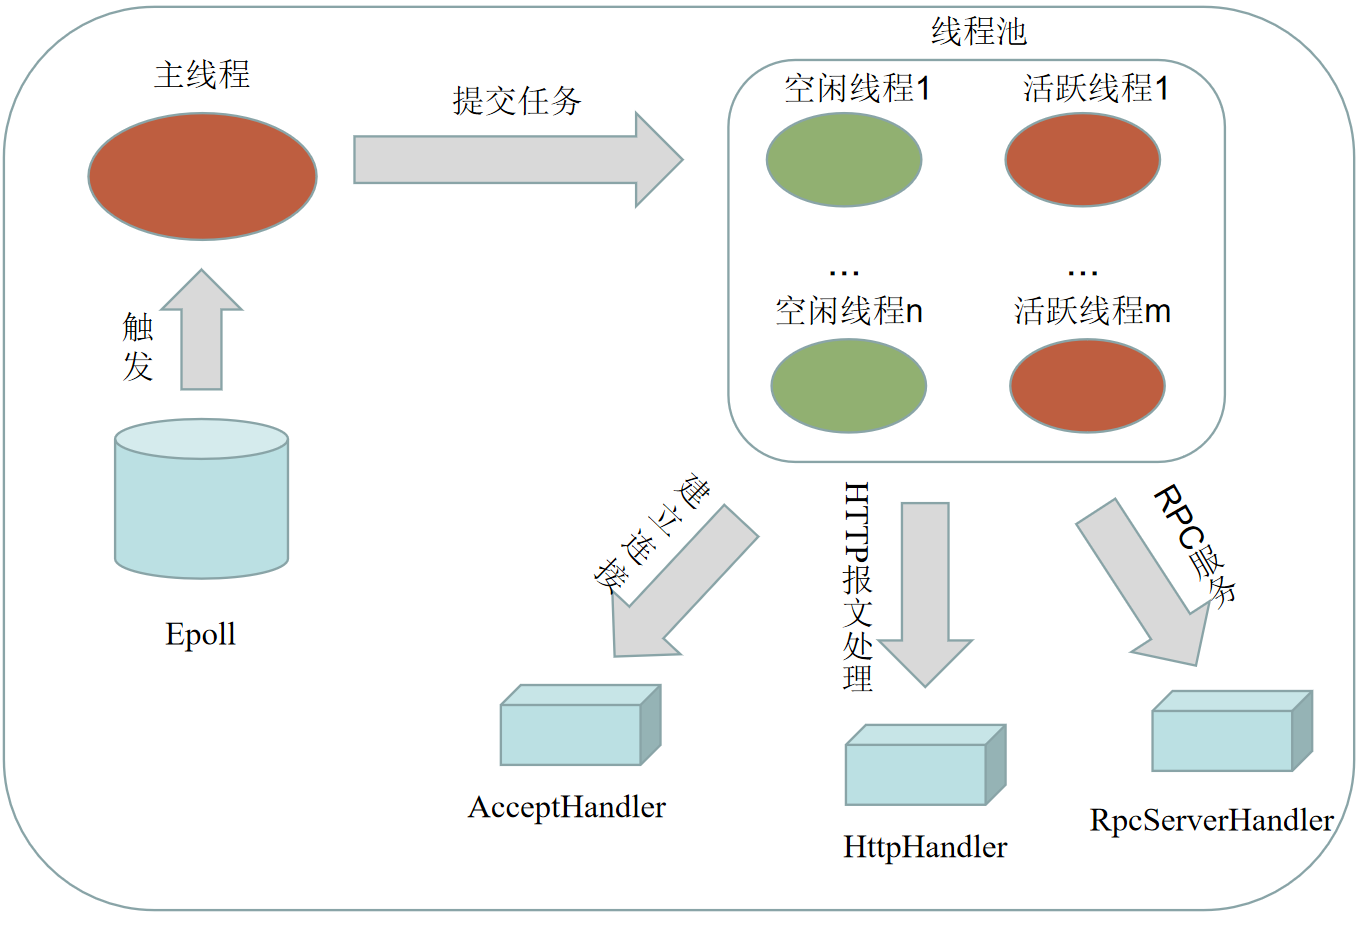 线程池
主线程
提交任务
空闲线程1
活跃线程1
...
...
空闲线程n
活跃线程m
触发
Epoll
建立连接
HTTP报文处理
RPC服务
AcceptHandler
HttpHandler
RpcServerHandler